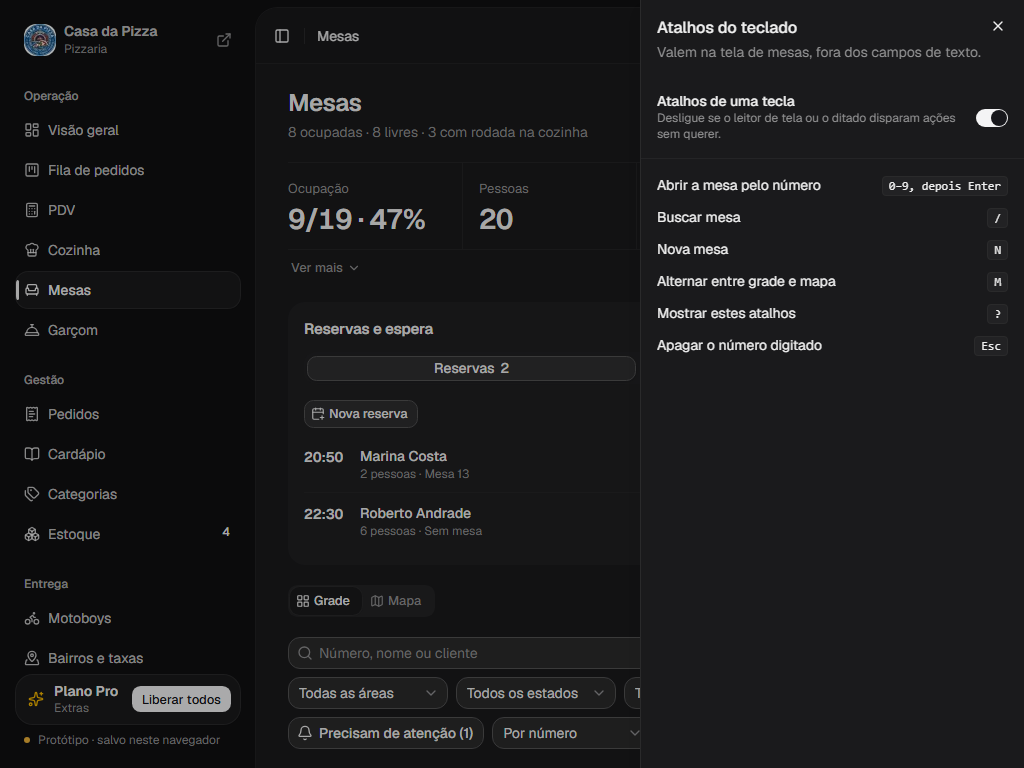 Casa da Pizza
Pizzaria
Operação
Visão geral
Fila de pedidos
PDV
Cozinha
Mesas
Garçom
Gestão
Pedidos
Cardápio
Categorias
Estoque
4
Entrega
Motoboys
Bairros e taxas
Plano Pro
Extras
Liberar todos
Protótipo · salvo neste navegador
Mesas
Mesas
8 ocupadas · 8 livres · 3 com rodada na cozinha
Ocupação
9/19 · 47%
Pessoas
20
Ver mais
Reservas e espera
Reservas 2
Nova reserva
20:50 Marina Costa
2 pessoas · Mesa 13
22:30 Roberto Andrade
6 pessoas · Sem mesa
Grade Mapa
Número, nome ou cliente
Todas as áreas Todos os estados T
Precisam de atenção (1) Por número
Atalhos do teclado
Valem na tela de mesas, fora dos campos de texto.
Atalhos de uma tecla
Desligue se o leitor de tela ou o ditado disparam ações
sem querer.
Abrir a mesa pelo número 0–9, depois Enter
Buscar mesa /
Nova mesa N
Alternar entre grade e mapa M
Mostrar estes atalhos ?
Apagar o número digitado Esc